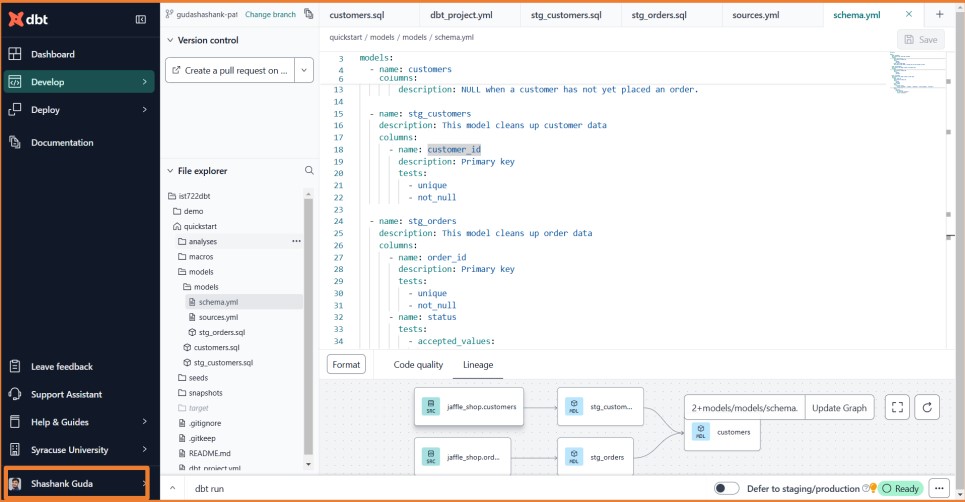 dbt
Dashboard
Develop
Deploy
Documentation
Leave feedback
Support Assistant
Help & Guides
Syracuse University
Shashank Guda
gudashashank-pat Change branch
Version control
Create a pull request on ...
File explorer
ist722dbt
demo
quickstart
analyses
macros
models
models
schema.yml
sources.yml
stg_orders.sql
customers.sql
stg_customers.sql
seeds
snapshots
target
.gitignore
.gitkeep
README.md
dbt_project.yml
customers.sql dbt_project.yml stg_customers.sql stg_orders.sql sources.yml schema.yml
quickstart / models / models / schema.yml
Save
3 models:
4 - name: customers
6 columns:
13 description: NULL when a customer has not yet placed an order.
14
15 - name: stg_customers
16 description: This model cleans up customer data
17 columns:
18 - name: customer_id
19 description: Primary key
20 tests:
21 - unique
22 - not_null
23
24 - name: stg_orders
25 description: This model cleans up order data
26 columns:
27 - name: order_id
28 description: Primary key
29 tests:
30 - unique
31 - not_null
32 - name: status
33 tests:
34 - accepted_values:
Format Code quality Lineage
SRC jaffle_shop.customers
MDL stg_custom...
2+models/models/schema. Update Graph
MDL customers
SRC jaffle_shop.ord...
MDL stg_orders
dbt run
Defer to staging/production
Ready